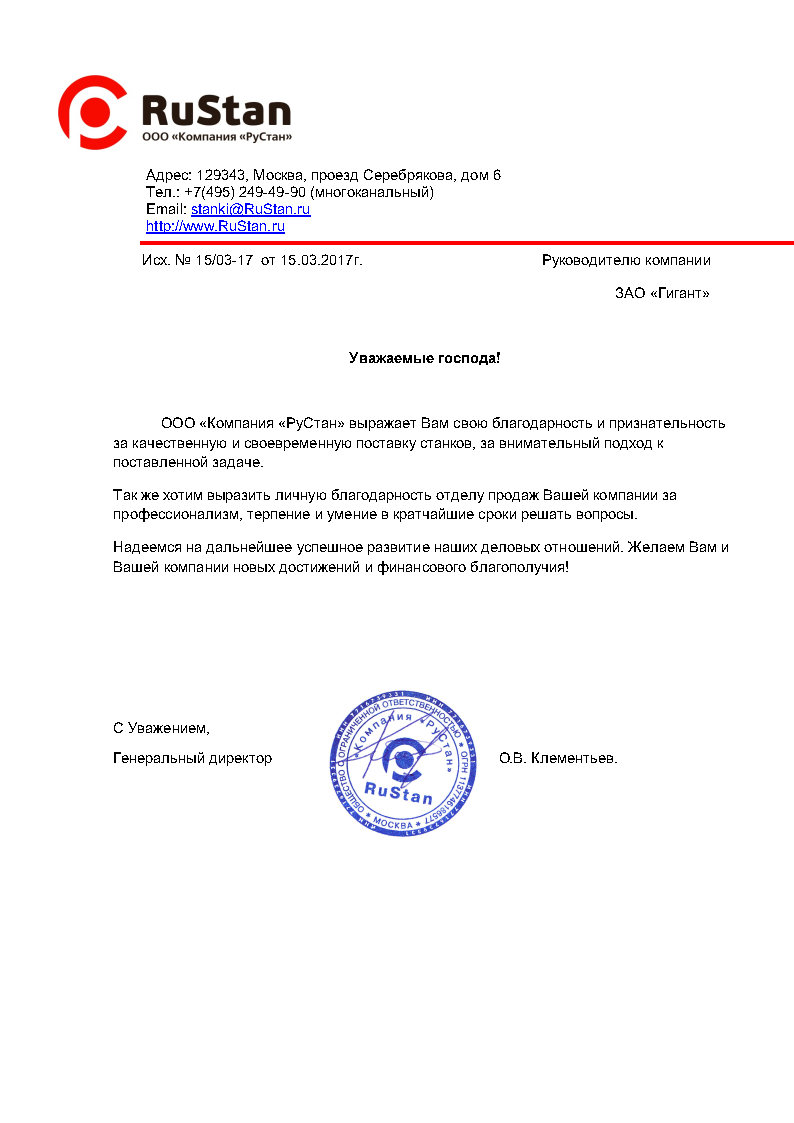 RuStan
ООО «Компания «РуСтан»
Адрес: 129343, Москва, проезд Серебрякова, дом 6
Тел.: +7(495) 249-49-90 (многоканальный)
Email: stanki@RuStan.ru
http://www.RuStan.ru
Исх. № 15/03-17 от 15.03.2017г.
Руководителю компании
ЗАО «Гигант»
Уважаемые господа!
ООО «Компания «РуСтан» выражает Вам свою благодарность и признательность
за качественную и своевременную поставку станков, за внимательный подход к
поставленной задаче.
Так же хотим выразить личную благодарность отделу продаж Вашей компании за
профессионализм, терпение и умение в кратчайшие сроки решать вопросы.
Надеемся на дальнейшее успешное развитие наших деловых отношений. Желаем Вам и
Вашей компании новых достижений и финансового благополучия!
С Уважением,
Генеральный директор
О.В. Клементьев.
ОБЩЕСТВО С ОГРАНИЧЕННОЙ ОТВЕТСТВЕННОСТЬЮ * ОГРН
* МОСКВА *
«Компания «РуСтан»
RuStan